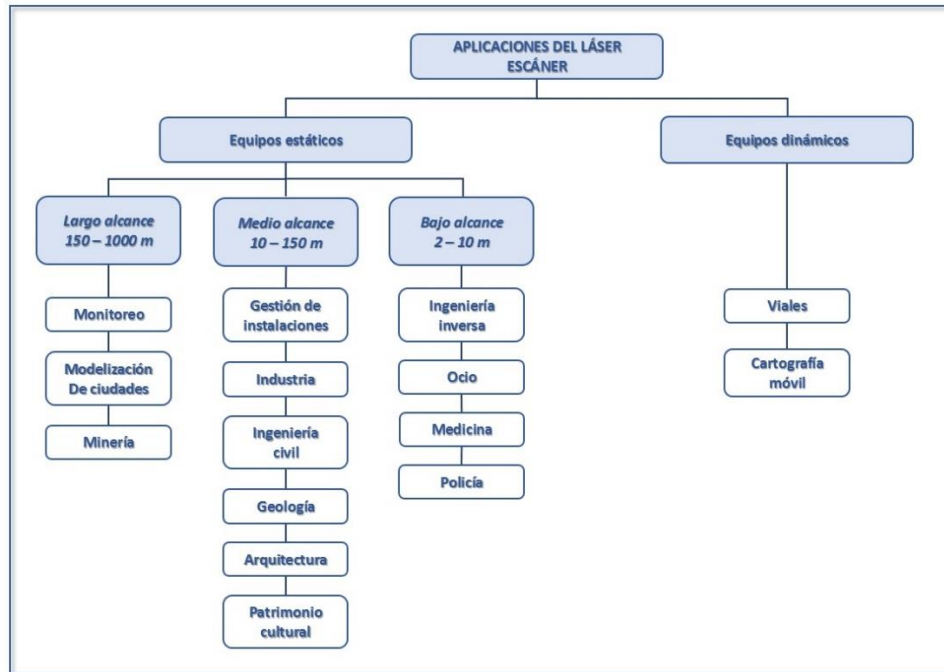 APLICACIONES DEL LÁSER
ESCÁNER
Equipos estáticos
Equipos dinámicos
Largo alcance
150 – 1000 m
Medio alcance
10 – 150 m
Bajo alcance
2 – 10 m
Monitoreo
Modelización
De ciudades
Minería
Gestión de
instalaciones
Industria
Ingeniería
civil
Geología
Arquitectura
Patrimonio
cultural
Ingeniería
inversa
Ocio
Medicina
Policía
Viales
Cartografía
móvil